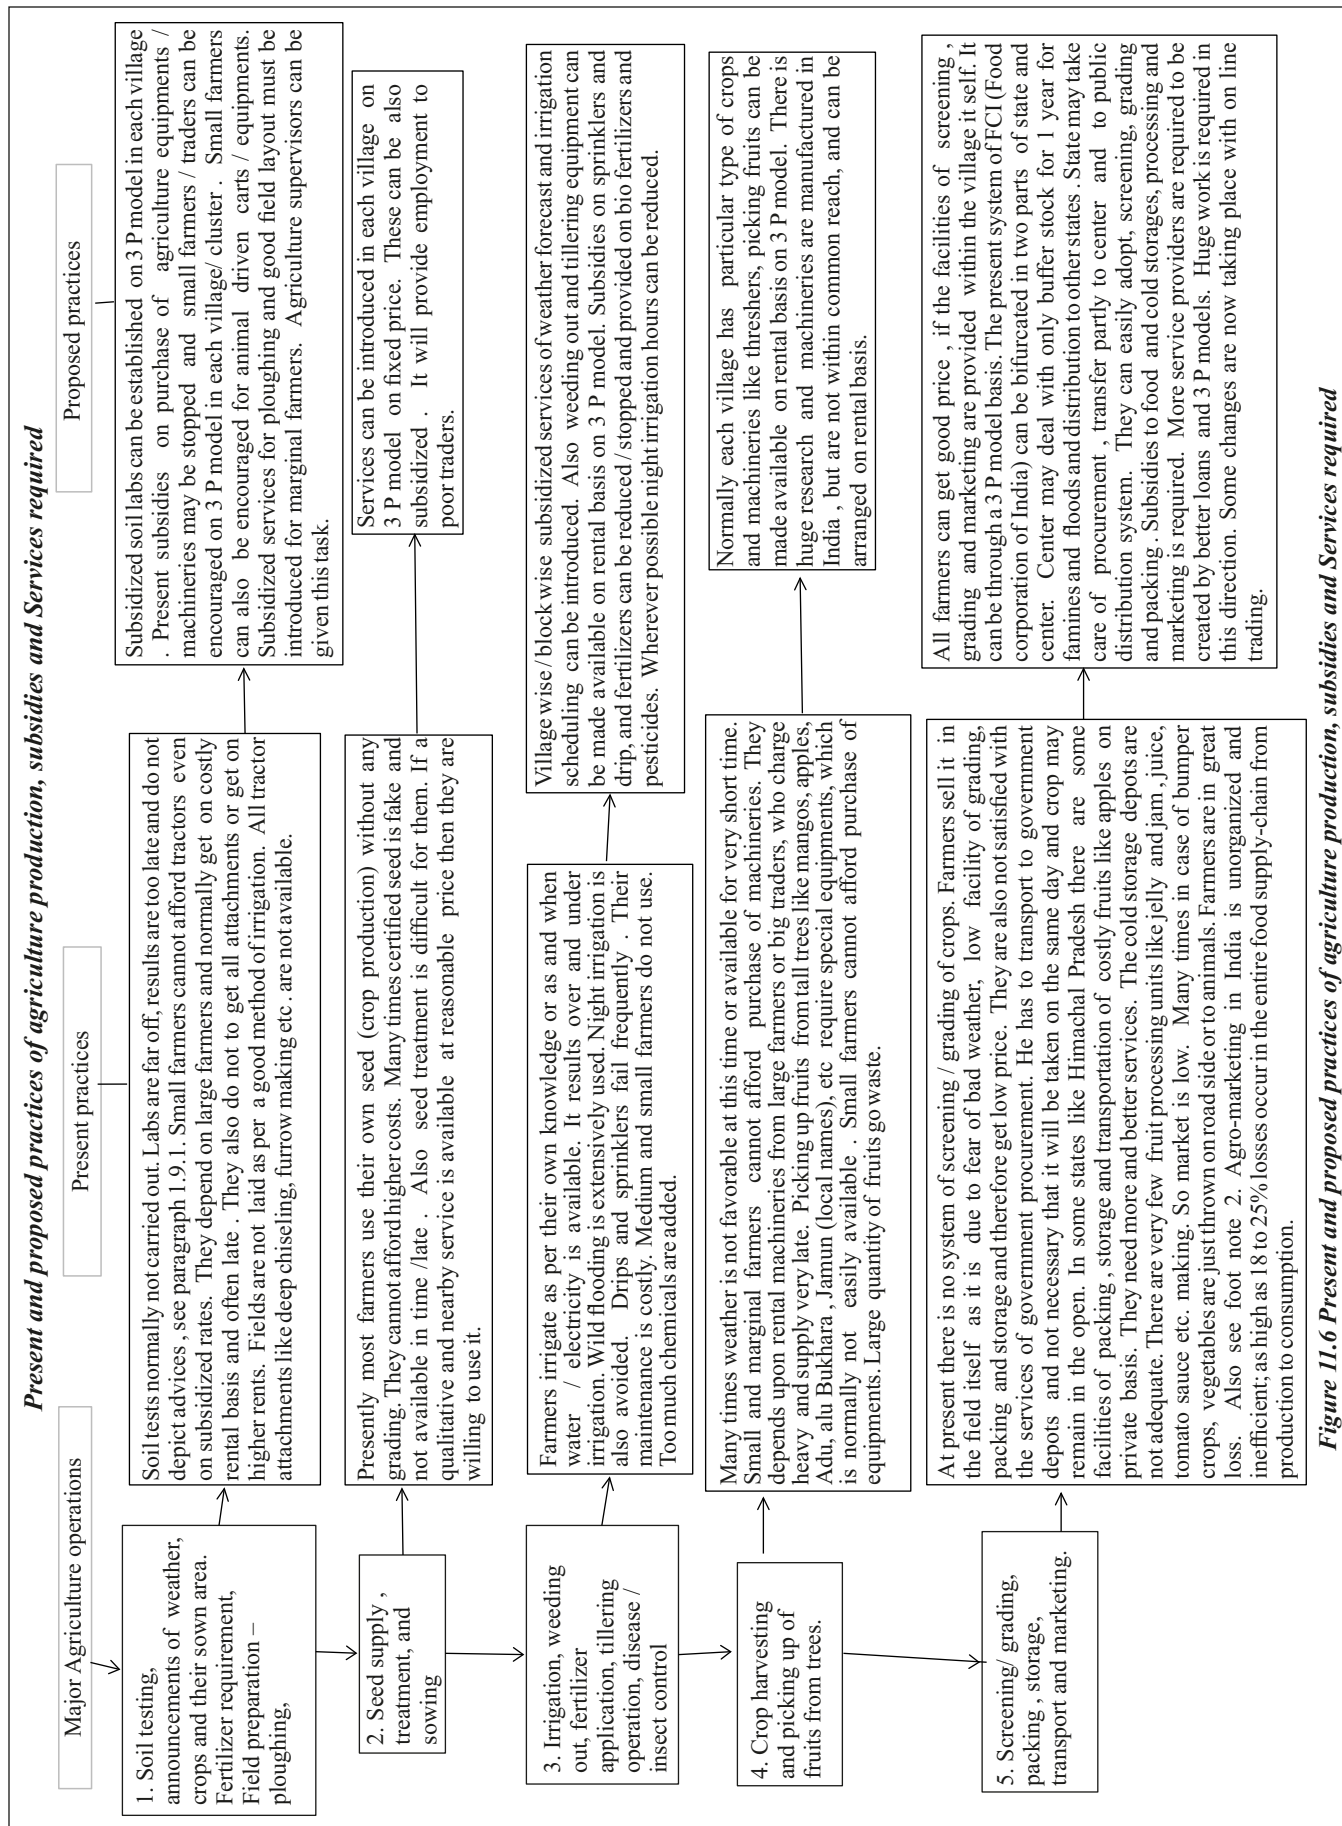 Present and proposed practices of agriculture production, subsidies and Services required
Major Agriculture operations
Present practices
Proposed practices
1. Soil testing,
announcements of weather,
crops and their sown area.
Fertilizer requirement,
Field preparation –
ploughing,
Soil tests normally not carried out. Labs are far off, results are too late and do not
depict advices , see paragraph 1.9.1. Small farmers cannot afford tractors even
on subsidized rates. They depend on large farmers and normally get on costly
rental basis and often late . They also do not to get all attachments or get on
higher rents. Fields are not laid as per a good method of irrigation. All tractor
attachments like deep chiseling, furrow making etc . are not available.
Subsidized soil labs can be established on 3 P model in each village
. Present subsidies on purchase of agriculture equipments /
machineries may be stopped and small farmers / traders can be
encouraged on 3 P model in each village/ cluster . Small farmers
can also be encouraged for animal driven carts / equipments.
Subsidized services for ploughing and good field layout must be
introduced for marginal farmers. Agriculture supervisors can be
given this task.
2. Seed supply ,
treatment, and
sowing
Presently most farmers use their own seed (crop production) without any
grading. They cannot afford higher costs. Many times certified seed is fake and
not available in time /late . Also seed treatment is difficult for them. If a
qualitative and nearby service is available at reasonable price then they are
willing to use it.
Services can be introduced in each village on
3 P model on fixed price. These can be also
subsidized . It will provide employment to
poor traders.
3. Irrigation, weeding
out, fertilizer
application, tillering
operation, disease /
insect control
Farmers irrigate as per their own knowledge or as and when
water / electricity is available. It results over and under
irrigation. Wild flooding is extensively used. Night irrigation is
also avoided. Drips and sprinklers fail frequently . Their
maintenance is costly. Medium and small farmers do not use.
Too much chemicals are added.
Village wise / block wise subsidized services of weather forecast and irrigation
scheduling can be introduced. Also weeding out and tillering equipment can
be made available on rental basis on 3 P model. Subsidies on sprinklers and
drip, and fertilizers can be reduced / stopped and provided on bio fertilizers and
pesticides. Wherever possible night irrigation hours can be reduced.
4. Crop harvesting
and picking up of
fruits from trees.
Many times weather is not favorable at this time or available for very short time.
Small and marginal farmers cannot afford purchase of machineries. They
depends upon rental machineries from large farmers or big traders, who charge
heavy and supply very late. Picking up fruits from tall trees like mangos, apples,
Adu, alu Bukhara , Jamun (local names), etc require special equipments, which
is normally not easily available . Small farmers cannot afford purchase of
equipments. Large quantity of fruits go waste.
Normally each village has particular type of crops
and machineries like threshers, picking fruits can be
made available on rental basis on 3 P model. There is
huge research and machineries are manufactured in
India , but are not within common reach, and can be
arranged on rental basis.
5. Screening/ grading,
packing , storage,
transport and marketing.
At present there is no system of screening / grading of crops. Farmers sell it in
the field itself as it is due to fear of bad weather, low facility of grading,
packing and storage and therefore get low price. They are also not satisfied with
the services of government procurement. He has to transport to government
depots and not necessary that it will be taken on the same day and crop may
remain in the open. In some states like Himachal Pradesh there are some
facilities of packing , storage and transportation of costly fruits like apples on
private basis. They need more and better services. The cold storage depots are
not adequate. There are very few fruit processing units like jelly and jam , juice,
tomato sauce etc. making. So market is low. Many times in case of bumper
crops, vegetables are just thrown on road side or to animals. Farmers are in great
loss. Also see foot note 2. Agro-marketing in India is unorganized and
inefficient; as high as 18 to 25% losses occur in the entire food supply-chain from
production to consumption.
All farmers can get good price , if the facilities of screening ,
grading and marketing are provided within the village it self. It
can be through a 3 P model basis. The present system of FCI (Food
corporation of India) can be bifurcated in two parts of state and
center. Center may deal with only buffer stock for 1 year for
famines and floods and distribution to other states . State may take
care of procurement , transfer partly to center and to public
distribution system. They can easily adopt, screening, grading
and packing . Subsidies to food and cold storages, processing and
marketing is required. More service providers are required to be
created by better loans and 3 P models. Huge work is required in
this direction. Some changes are now taking place with on line
trading.
Figure 11.6 Present and proposed practices of agriculture production, subsidies and Services required